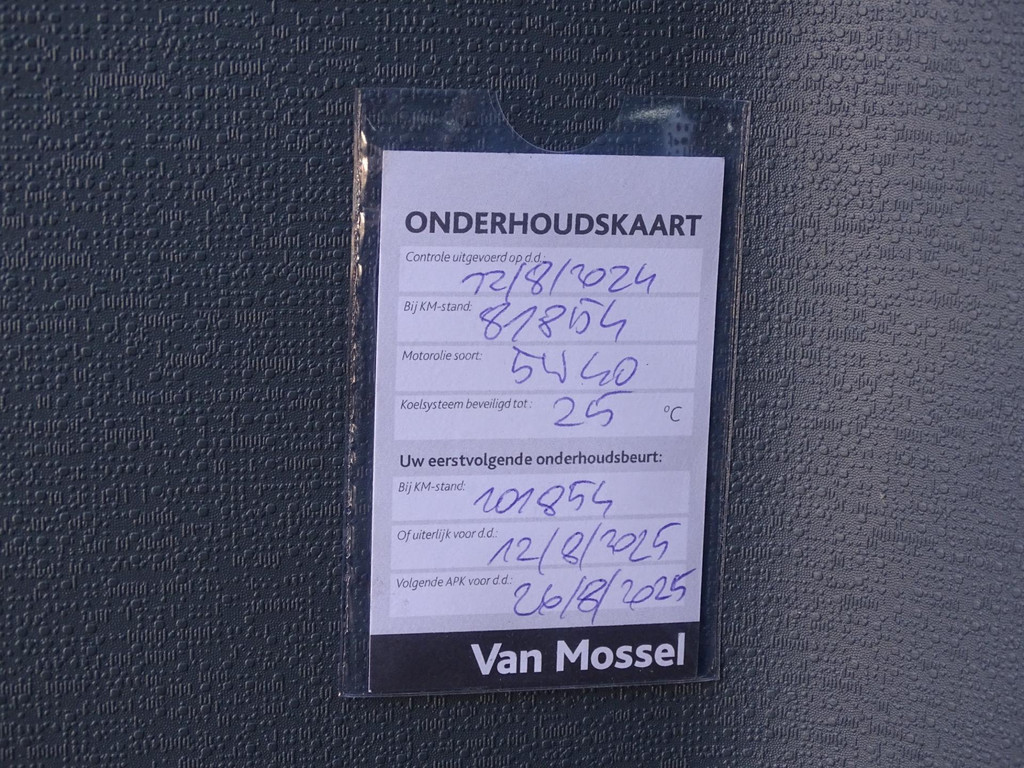 ONDERHOUDSKAART
Controle uitgevoerd op d.d.: 12/8/2024
Bij KM-stand: 81854
Motorolie soort: 5W40
Koelsysteem beveiligd tot: 25 °C
Uw eerstvolgende onderhoudsbeurt:
Bij KM-stand: 101854
Of uiterlijk voor d.d.: 12/8/2025
Volgende APK voor d.d.: 26/8/2025
Van Mossel